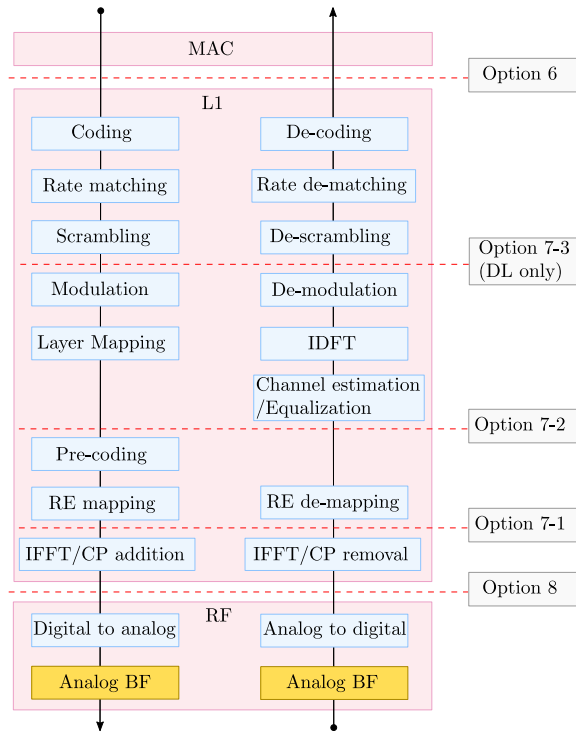 MAC
Option 6
L1
Coding
De-coding
Rate matching
Rate de-matching
Scrambling
De-scrambling
Option 7-3
(DL only)
Modulation
De-modulation
Layer Mapping
IDFT
Channel estimation
/Equalization
Option 7-2
Pre-coding
RE mapping
RE de-mapping
Option 7-1
IFFT/CP addition
IFFT/CP removal
Option 8
RF
Digital to analog
Analog to digital
Analog BF
Analog BF